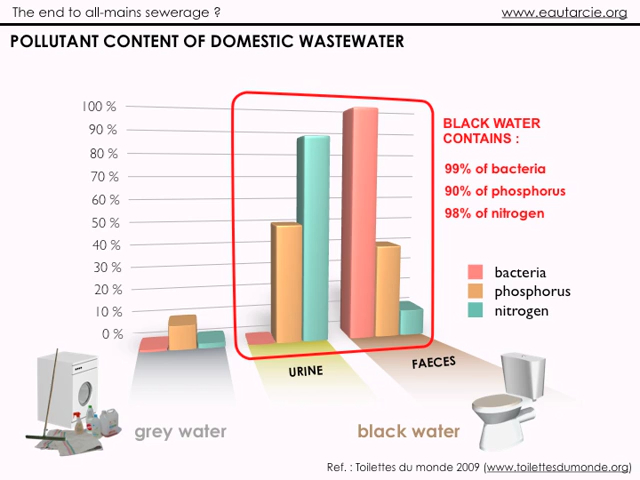 The end to all-mains sewerage ?
www.eautarcie.org
POLLUTANT CONTENT OF DOMESTIC WASTEWATER
100 %
90 %
80 %
70 %
60 %
50 %
40 %
30 %
20 %
10 %
0 %
BLACK WATER
CONTAINS :
99% of bacteria
90% of phosphorus
98% of nitrogen
bacteria
phosphorus
nitrogen
URINE
FAECES
grey water
black water
Ref. : Toilettes du monde 2009 (www.toilettesdumonde.org)